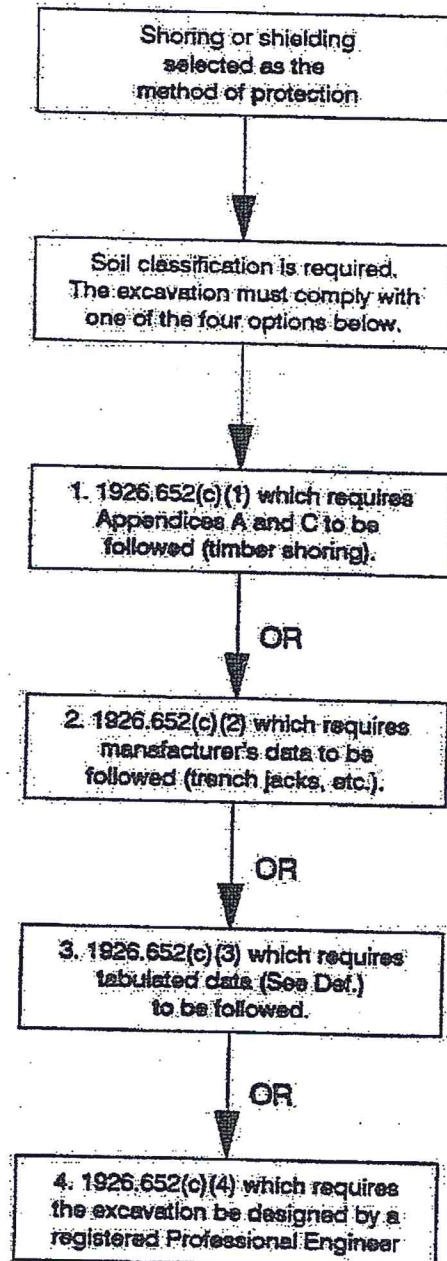 Shoring or shielding
selected as the
method of protection
Soil classification is required.
The excavation must comply with
one of the four options below.
1. 1926.652(c)(1) which requires
Appendices A and C to be
followed (timber shoring).
OR
2. 1926.652(c)(2) which requires
manfacturer's data to be
followed (trench jacks, etc.).
OR
3. 1926.652(c)(3) which requires
tabulated data (See Def.)
to be followed.
OR
4. 1926.652(c)(4) which requires
the excavation be designed by a
registered Professional Engineer